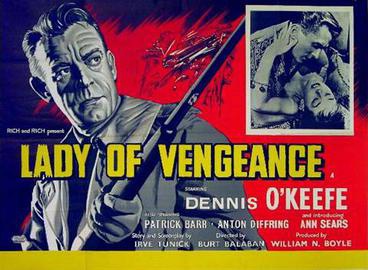 RICH and RICH present
LADY OF VENGEANCE
A
STARRING
DENNIS O'KEEFE
PATRICK BARR · ANTON DIFFRING
and introducing
ANN SEARS
Story and Screenplay by
IRVE TUNICK
Directed by
BURT BALABAN
Produced by
WILLIAM N. BOYLE